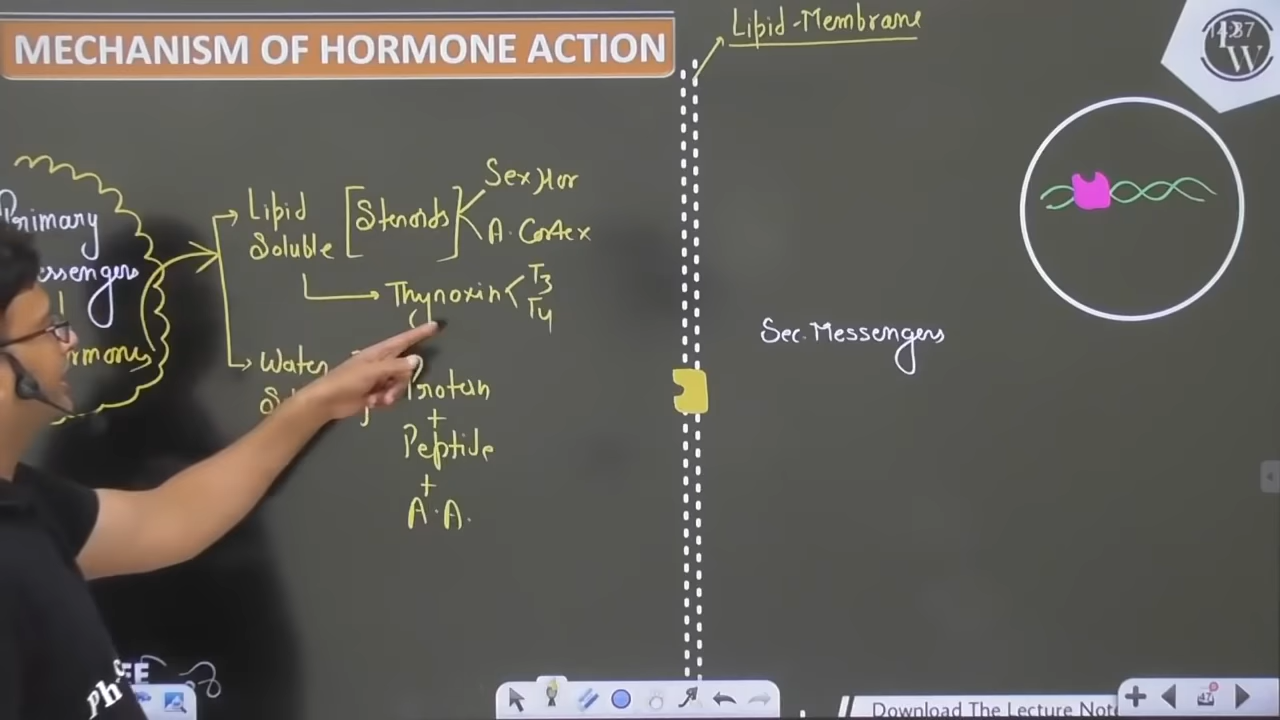 MECHANISM OF HORMONE ACTION
Lipid-Membrane
Primary
Lipid
Soluble
[Steroids]
Sex Hor
A. Cortex
Thyroxin
T3
T4
Water
Protein
+
Peptide
+
A.A.
Sec. Messengers
Download The Lecture
47